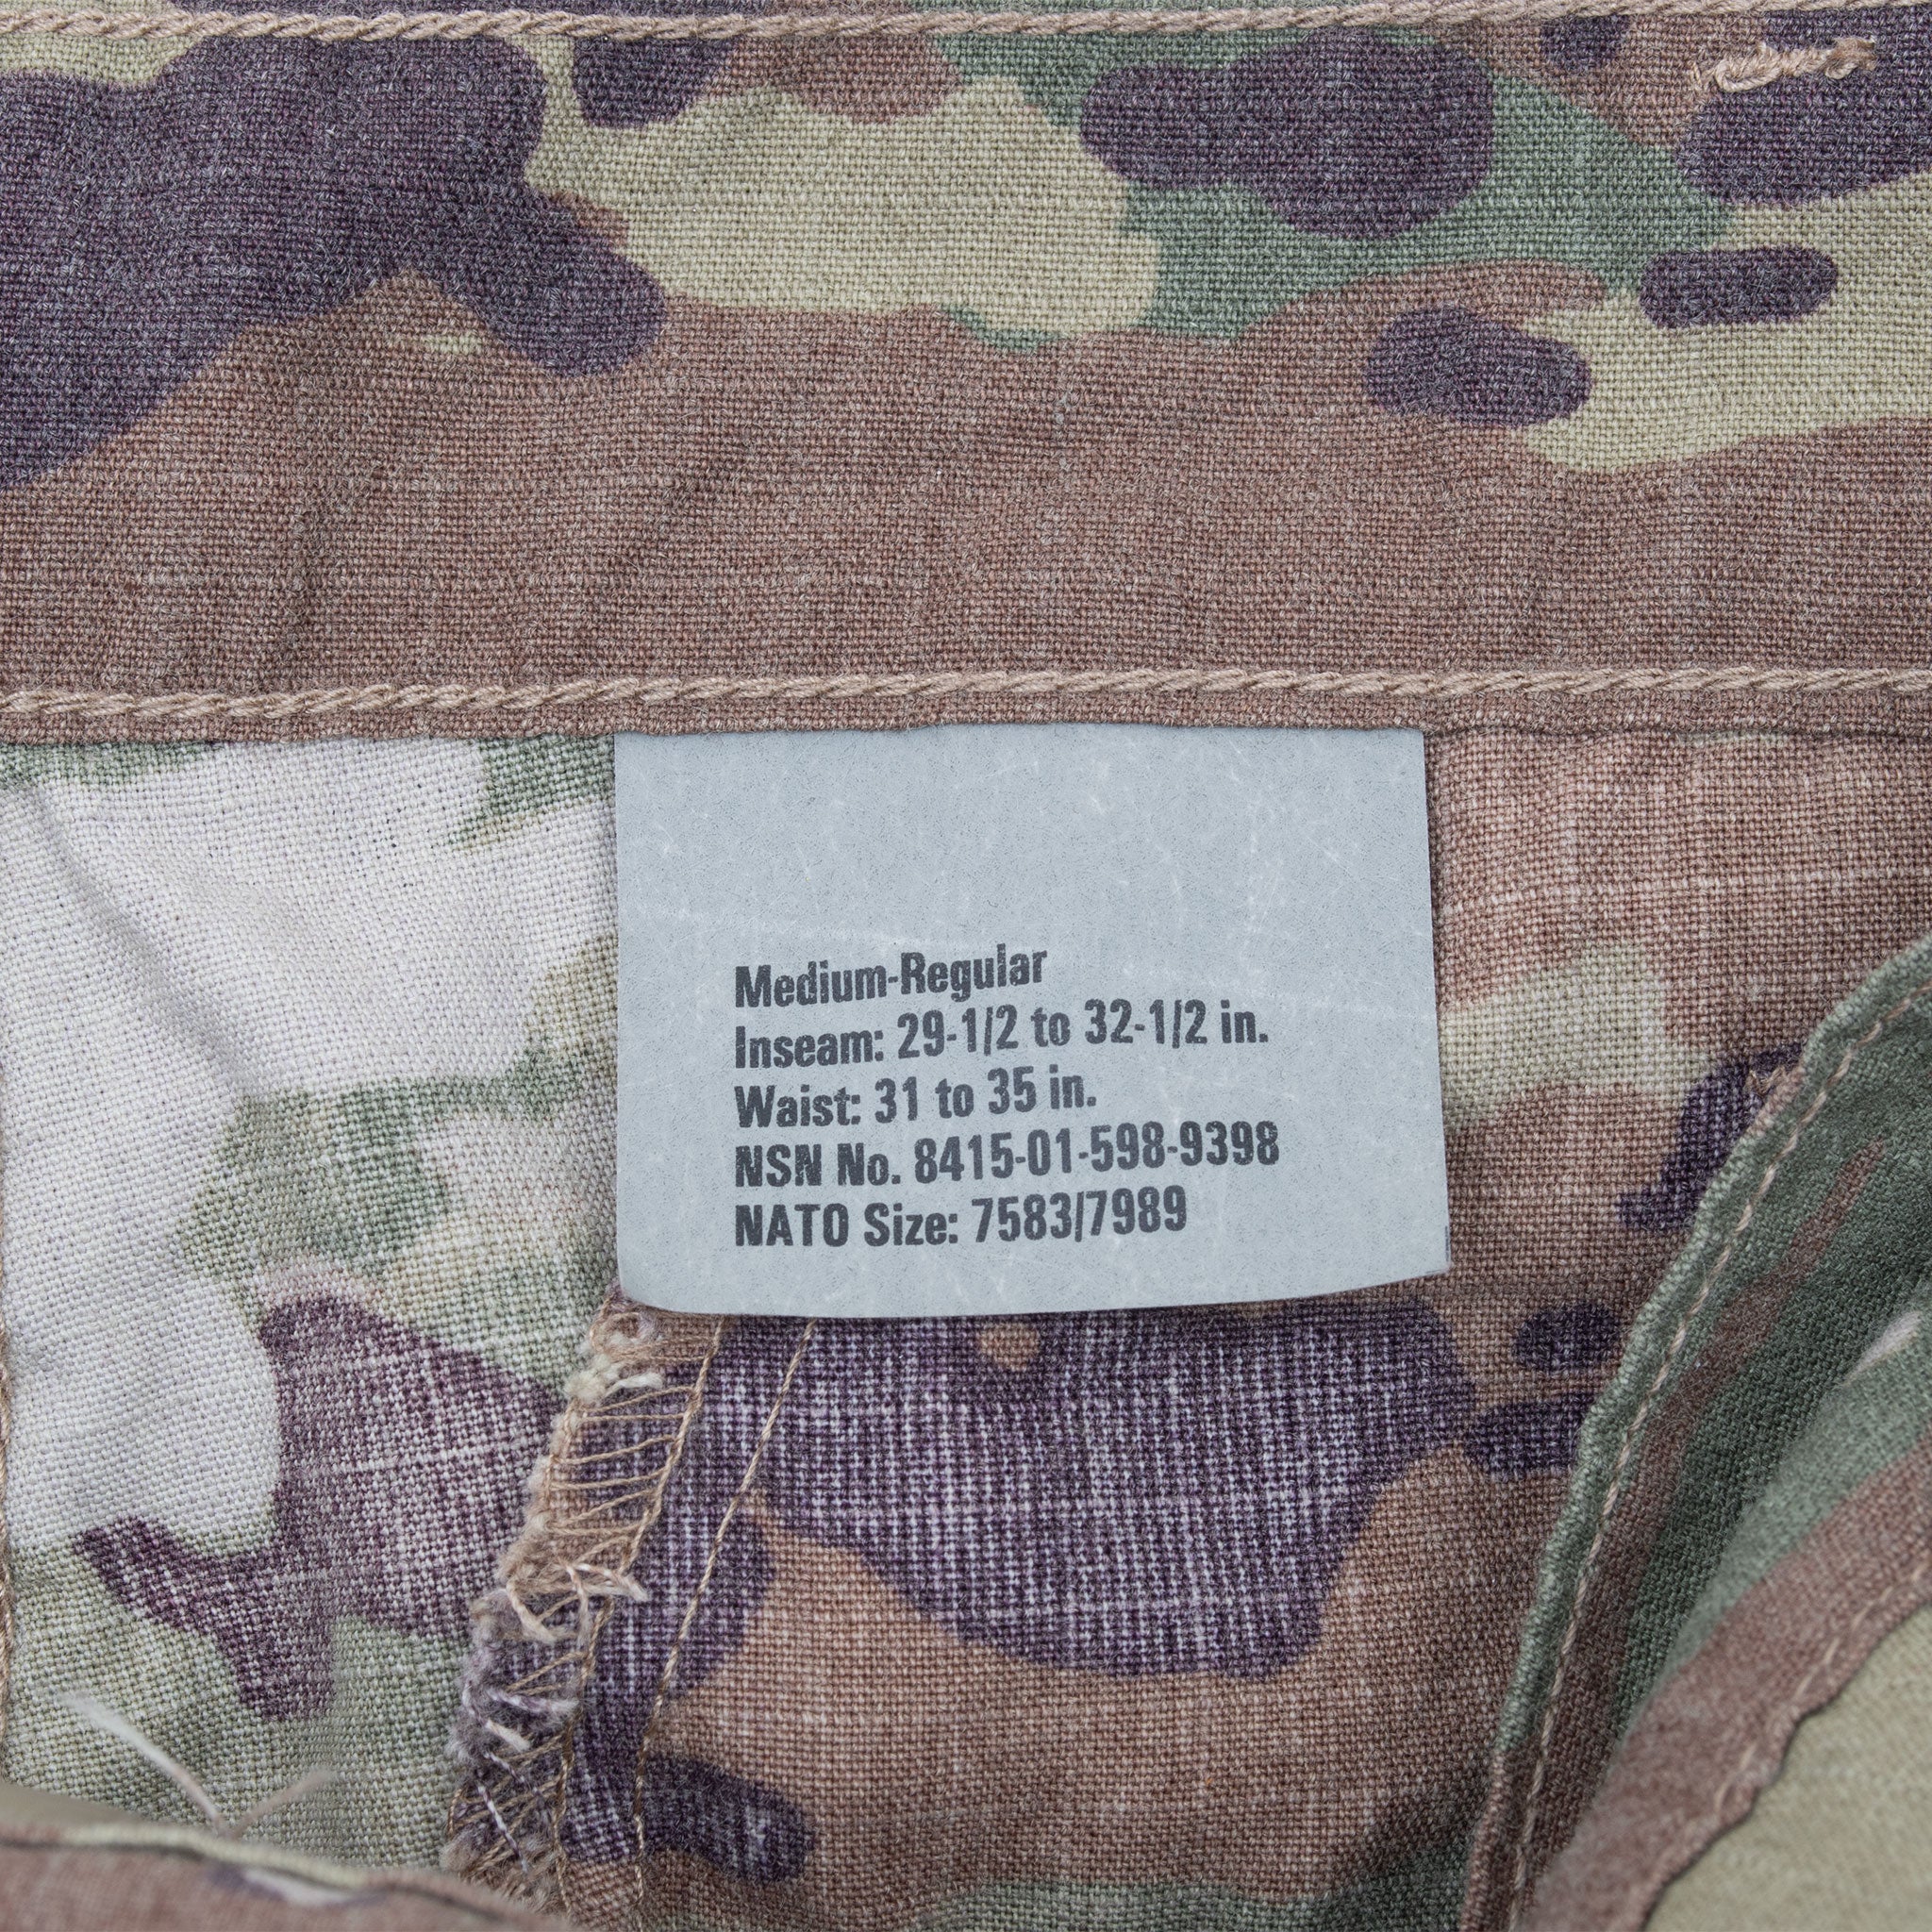 Medium-Regular
Inseam: 29-1/2 to 32-1/2 in.
Waist: 31 to 35 in.
NSN No. 8415-01-598-9398
NATO Size: 7583/7989